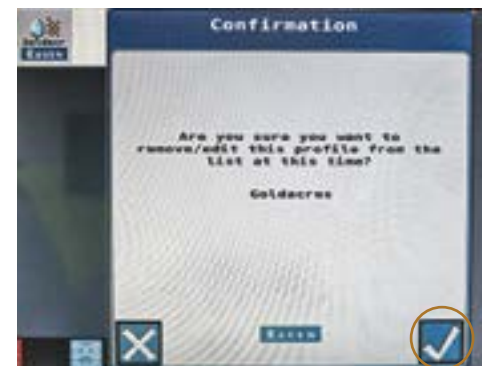 Confirmation
Are you sure you want to
remove/edit this profile from the
list at this time?
Goldacres